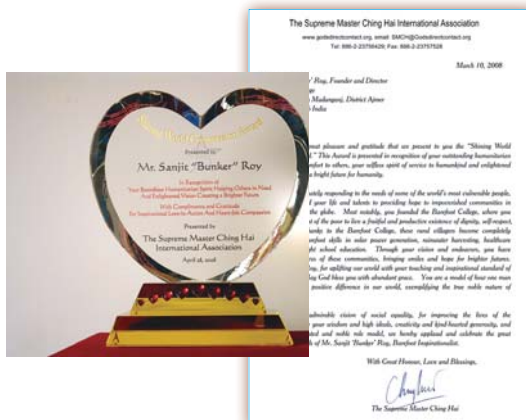 The Supreme Master Ching Hai International Association
www.godsdirectcontact.org, email: SMCH@Godsdirectcontact.org
Tel: 886-2-23756429; Fax: 886-2-23757528
March 10, 2008
Roy, Founder and Director
Madanganj, District Ajmer
India
Shining World Compassion Award
Presented to
Mr. Sanjit "Bunker" Roy
In Recognition of
Your Boundless Humanitarian Spirit Helping Others in Need
And Enlightened Vision Creating a Brighter Future
With Compliments and Gratitude
for Inspirational Love-in-Action And Heart-felt Compassion
Presented by
The Supreme Master Ching Hai
International Association
April 28, 2008
pleasure and gratitude that we present to you the "Shining World
This Award is presented in recognition of your outstanding humanitarian
to others, your selfless spirit of service to humankind and enlightened
bright future for humanity.
responding to the needs of some of the world's most vulnerable people,
your life and talents to providing hope to impoverished communities in
the globe. Most notably, you founded the Barefoot College, where you
of the poor to live a fruitful and productive existence of dignity, self-respect,
to the Barefoot College, these rural villagers become completely
skills in solar power generation, rainwater harvesting, healthcare
school education. Through your vision and endeavors, you have
of these communities, bringing smiles and hope for brighter futures.
for uplifting our world with your touching and inspirational standard of
God bless you with abundant grace. You are a model of how one man
positive difference in our world, exemplifying the true noble nature of
vision of social equality, for improving the lives of the
your wisdom and high ideals, creativity and kind-hearted generosity, and
and noble role model, we hereby applaud and celebrate the great
of Mr. Sanjit 'Bunker' Roy, Barefoot Inspirationalist.
With Great Honour, Love and Blessings,
The Supreme Master Ching Hai